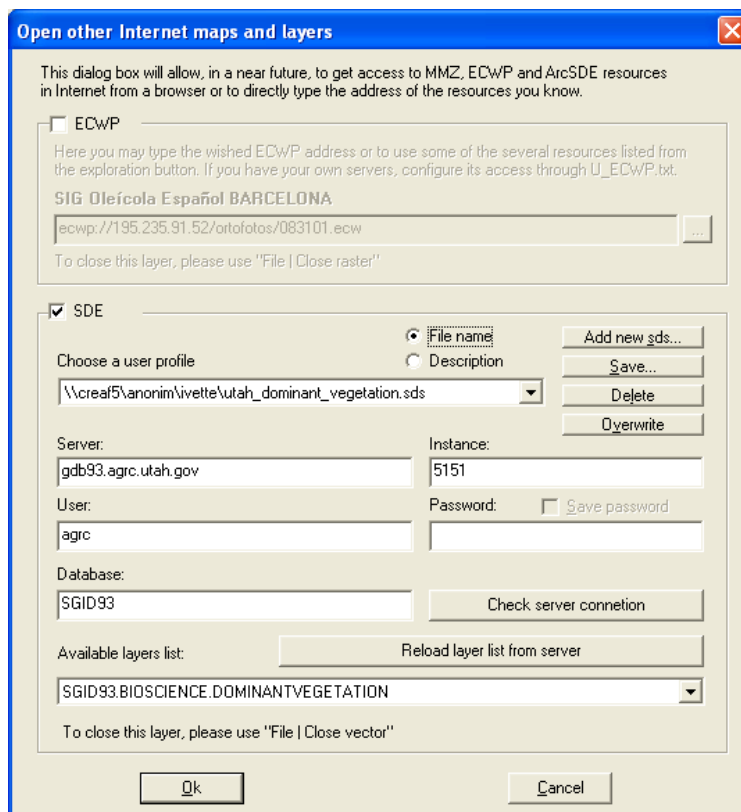 Open other Internet maps and layers
This dialog box will allow, in a near future, to get access to MMZ, ECWP and ArcSDE resources
in Internet from a browser or to directly type the address of the resources you know.
ECWP
Here you may type the wished ECWP address or to use some of the several resources listed from
the exploration button. If you have your own servers, configure its access through U_ECWP.txt.
SIG Oleícola Español BARCELONA
ecwp://195.235.91.52/ortofotos/083101.ecw
...
To close this layer, please use "File | Close raster"
SDE
File name
Add new sds...
Choose a user profile
Description
Save...
\\creaf5\anonim\ivette\utah_dominant_vegetation.sds
Delete
Overwrite
Server:
Instance:
gdb93.agrc.utah.gov
5151
User:
Password:
Save password
agrc
Database:
SGID93
Check server connetion
Available layers list:
Reload layer list from server
SGID93.BIOSCIENCE.DOMINANTVEGETATION
To close this layer, please use "File | Close vector"
Ok
Cancel